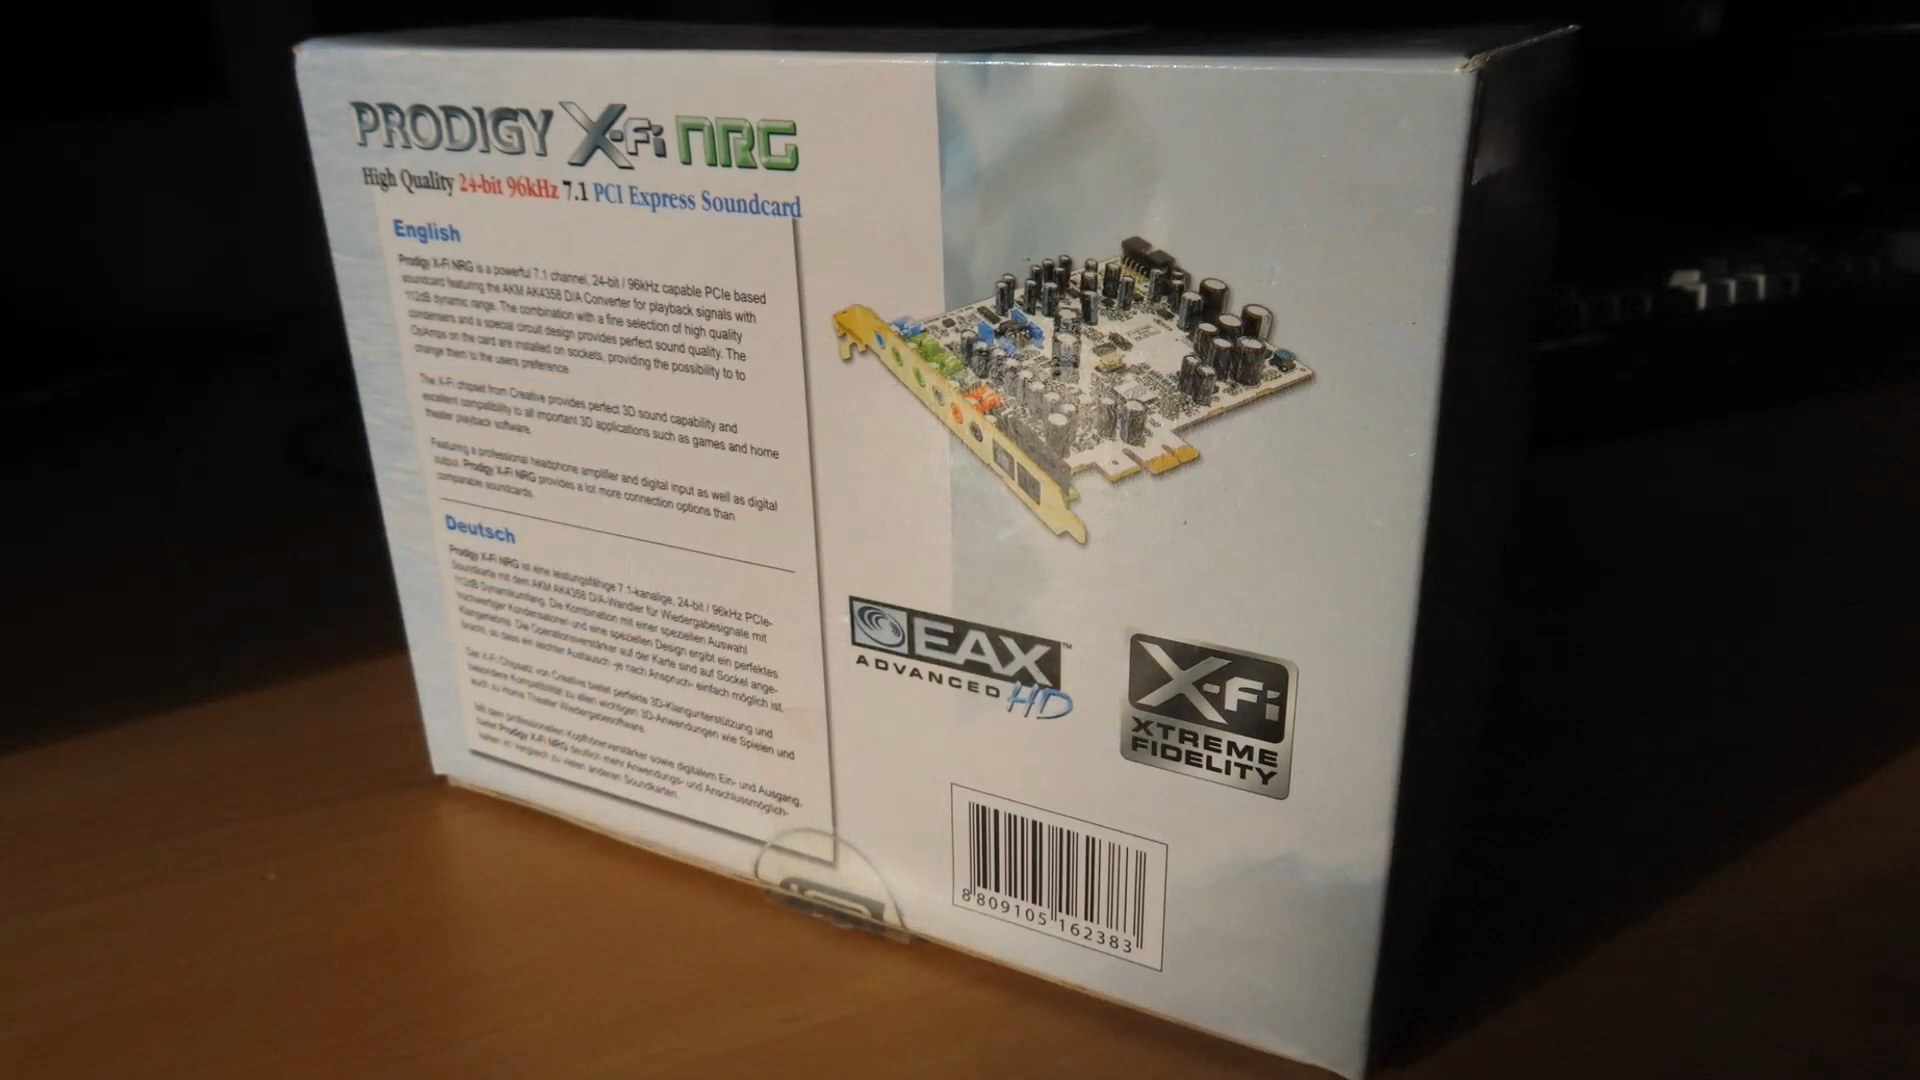 PRODIGY X-Fi NRG
High Quality 24-bit 96kHz 7.1 PCI Express Soundcard
English
Prodigy X-Fi NRG is a powerful 7.1 channel, 24-bit / 96kHz capable PCIe based
soundcard featuring the AKM AK4358 D/A Converter for playback signals with
112dB dynamic range. The combination with a fine selection of high quality
condensers and a special circuit design provides perfect sound quality. The
OpAmps on the card are installed on sockets, providing the possibility to to
change them to the users preference.
The X-Fi chipset from Creative provides perfect 3D sound capability and
excellent compatibility to all important 3D applications such as games and home
theater playback software.
Featuring a professional headphone amplifier and digital input as well as digital
output, Prodigy X-Fi NRG provides a lot more connection options than
comparable soundcards.
Deutsch
Prodigy X-Fi NRG ist eine leistungsfähige 7.1-kanalige, 24-bit / 96kHz PCIe-
Soundkarte mit dem AKM AK4358 D/A-Wandler für Wiedergabesignale mit
112dB Dynamikumfang. Die Kombination mit einer speziellen Auswahl
hochwertiger Kondensatoren und eine speziellen Design ergibt ein perfektes
Klangerlebnis. Die Operationsverstärker auf der Karte sind auf Sockel ange-
bracht, so dass ein leichter Austausch -je nach Anspruch- einfach möglich ist.
Der X-Fi Chipsatz von Creative bietet perfekte 3D-Klangunterstützung und
besondere Kompatibilität zu allen wichtigen 3D-Anwendungen wie Spielen und
auch zu Home Theater Wiedergabesoftware.
Mit dem professionellen Kopfhörerverstärker sowie digitalem Ein- und Ausgang,
bietet Prodigy X-Fi NRG deutlich mehr Anwendungs- und Anschlussmöglich-
keiten im Vergleich zu vielen anderen Soundkarten.
EAX™
ADVANCED HD
X-Fi
XTREME
FIDELITY
8 809105 162383